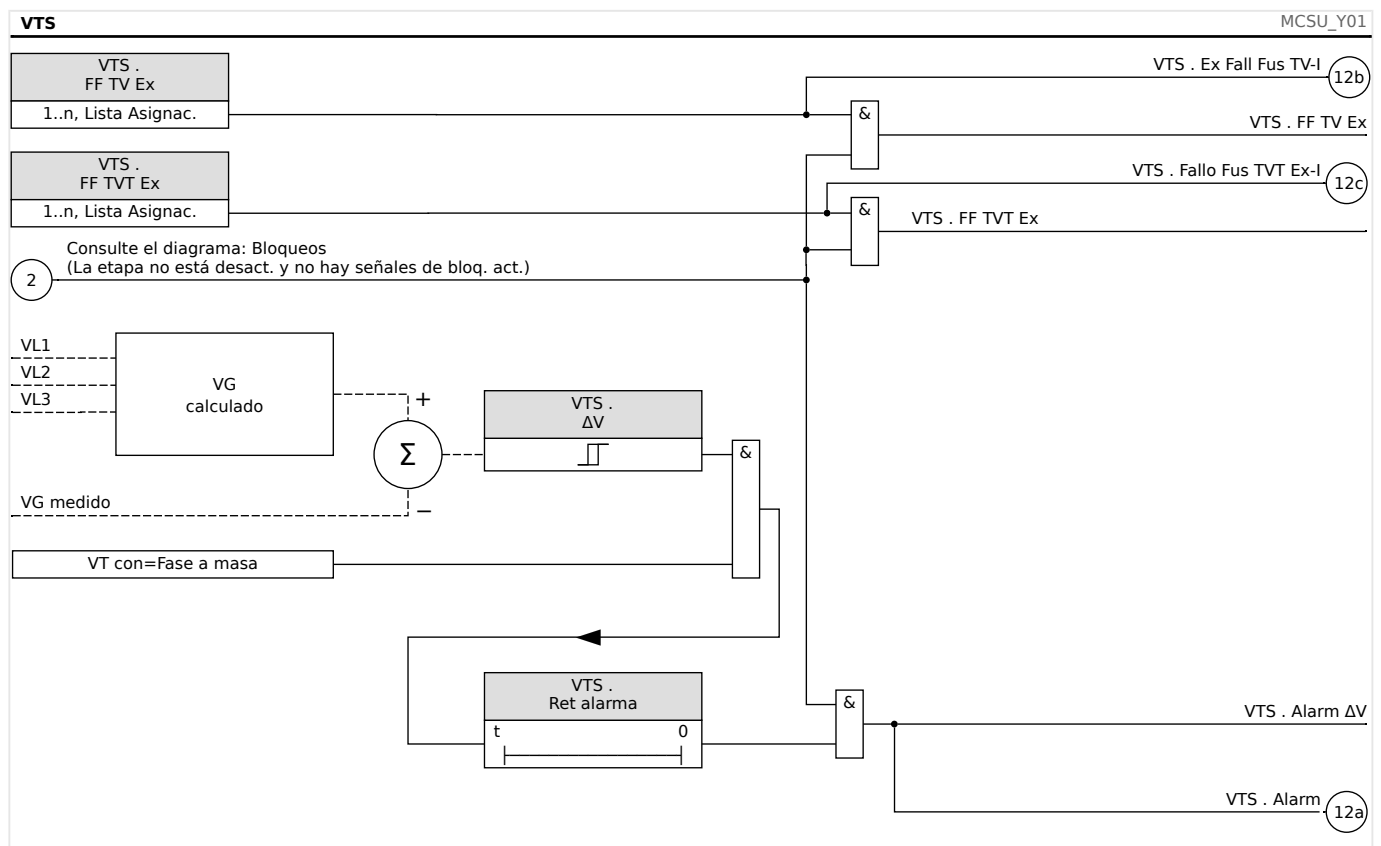 VTS
MCSU_Y01
VTS .
FF TV Ex
1..n, Lista Asignac.
VTS . Ex Fall Fus TV-I
12b
&
VTS . FF TV Ex
VTS .
FF TVT Ex
1..n, Lista Asignac.
VTS . Fallo Fus TVT Ex-I
12c
&
VTS . FF TVT Ex
Consulte el diagrama: Bloqueos
(La etapa no está desact. y no hay señales de bloq. act.)
2
VL1
VL2
VL3
VG
calculado
+
Σ
−
VTS .
ΔV
&
VG medido
VT con=Fase a masa
VTS .
Ret alarma
t
0
&
VTS . Alarm ΔV
VTS . Alarm
12a